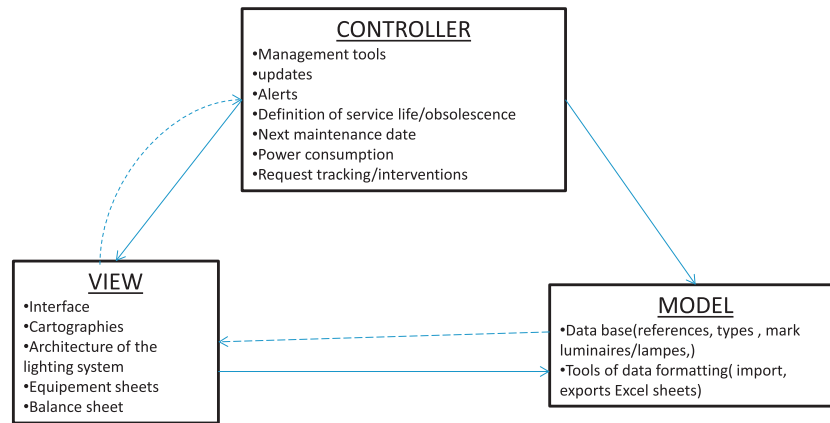 CONTROLLER
•Management tools
•updates
•Alerts
•Definition of service life/obsolescence
•Next maintenance date
•Power consumption
•Request tracking/interventions
VIEW
•Interface
•Cartographies
•Architecture of the
lighting system
•Equipement sheets
•Balance sheet
MODEL
•Data base(references, types , mark
luminaires/lampes,)
•Tools of data formatting( import,
exports Excel sheets)